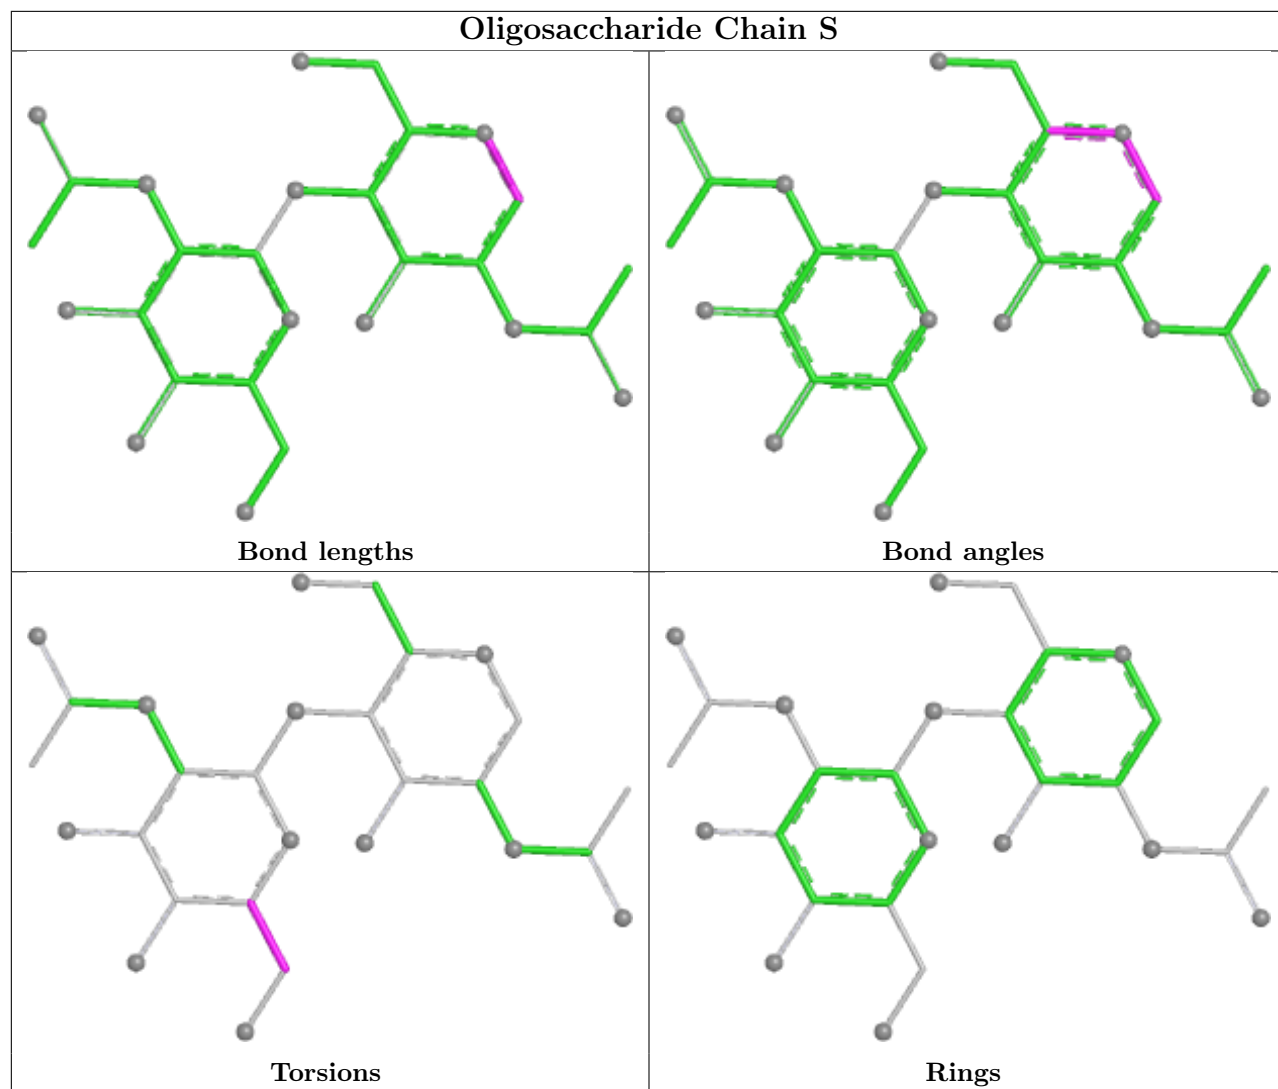 Oligosaccharide Chain S
Bond lengths
Bond angles
Torsions
Rings